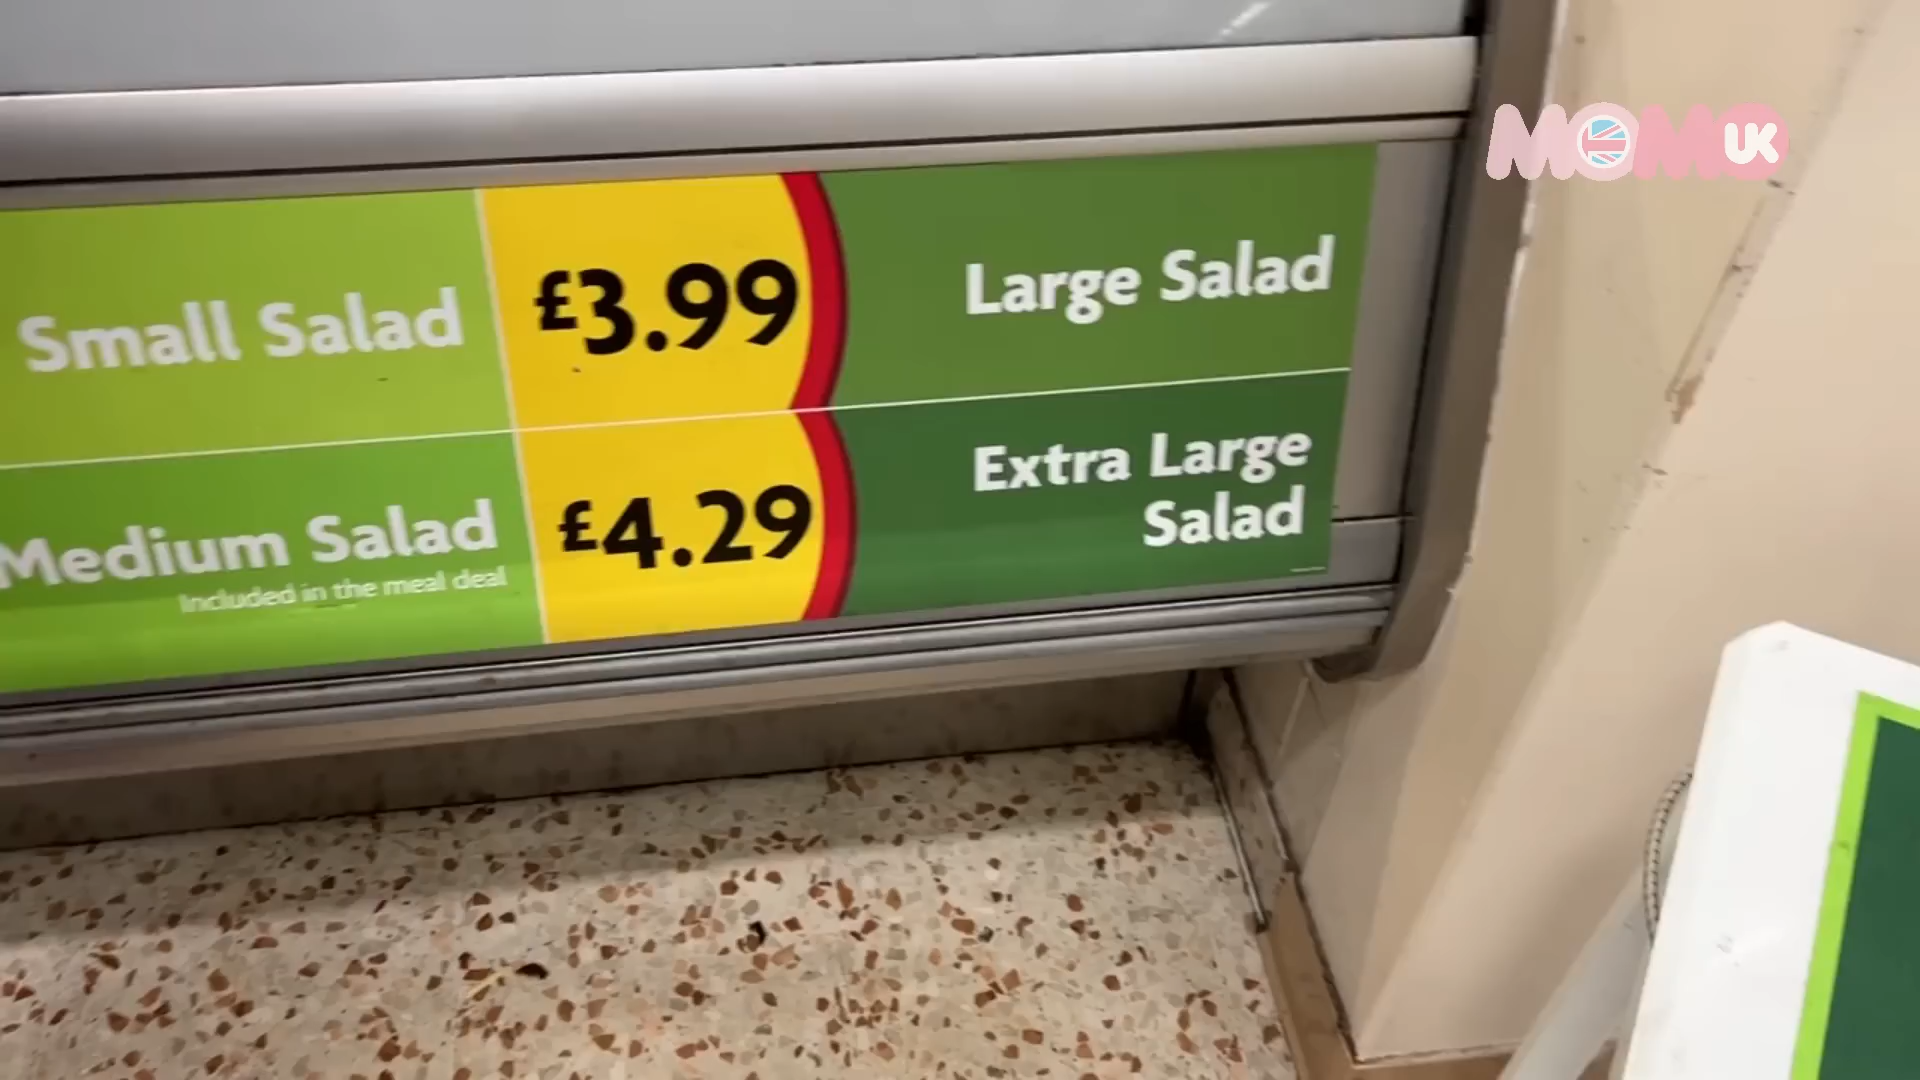 Small Salad
£3.99
Large Salad
Medium Salad
Included in the meal deal
£4.29
Extra Large
Salad
MOMO UK